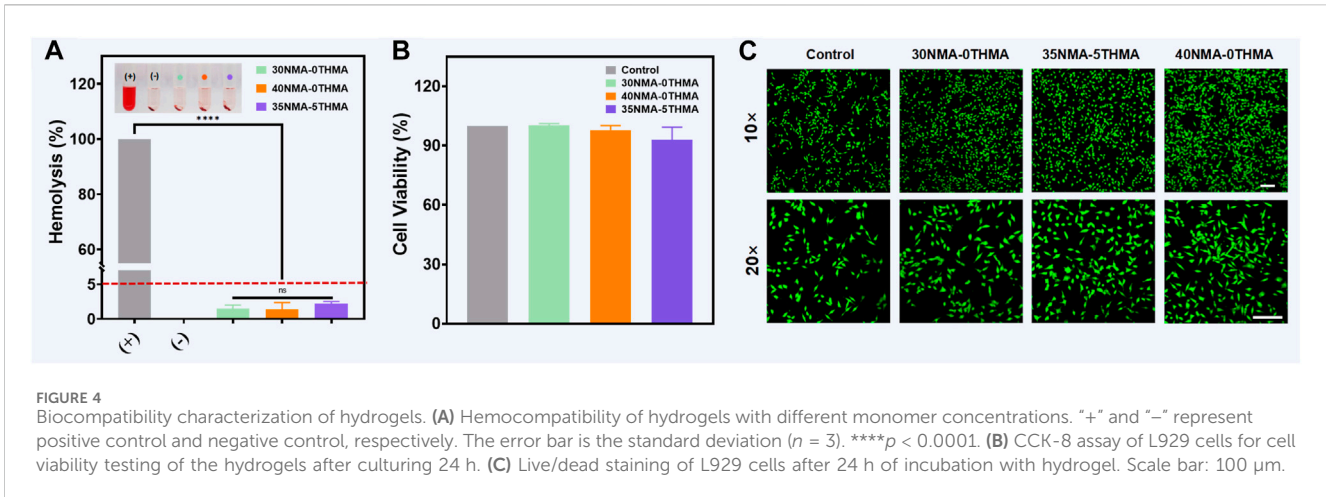 A
Hemolysis (%)
120
100
80
60
5
0
(+)
(-)
(+)
(-)
30NMA-0THMA
40NMA-0THMA
35NMA-5THMA
****
ns
B
Cell Viability (%)
120
90
60
30
0
Control
30NMA-0THMA
40NMA-0THMA
35NMA-5THMA
C
Control
30NMA-0THMA
35NMA-5THMA
40NMA-0THMA
10×
20×
FIGURE 4
Biocompatibility characterization of hydrogels. (A) Hemocompatibility of hydrogels with different monomer concentrations. "+" and "−" represent
positive control and negative control, respectively. The error bar is the standard deviation (n = 3). ****p < 0.0001. (B) CCK-8 assay of L929 cells for cell
viability testing of the hydrogels after culturing 24 h. (C) Live/dead staining of L929 cells after 24 h of incubation with hydrogel. Scale bar: 100 μm.